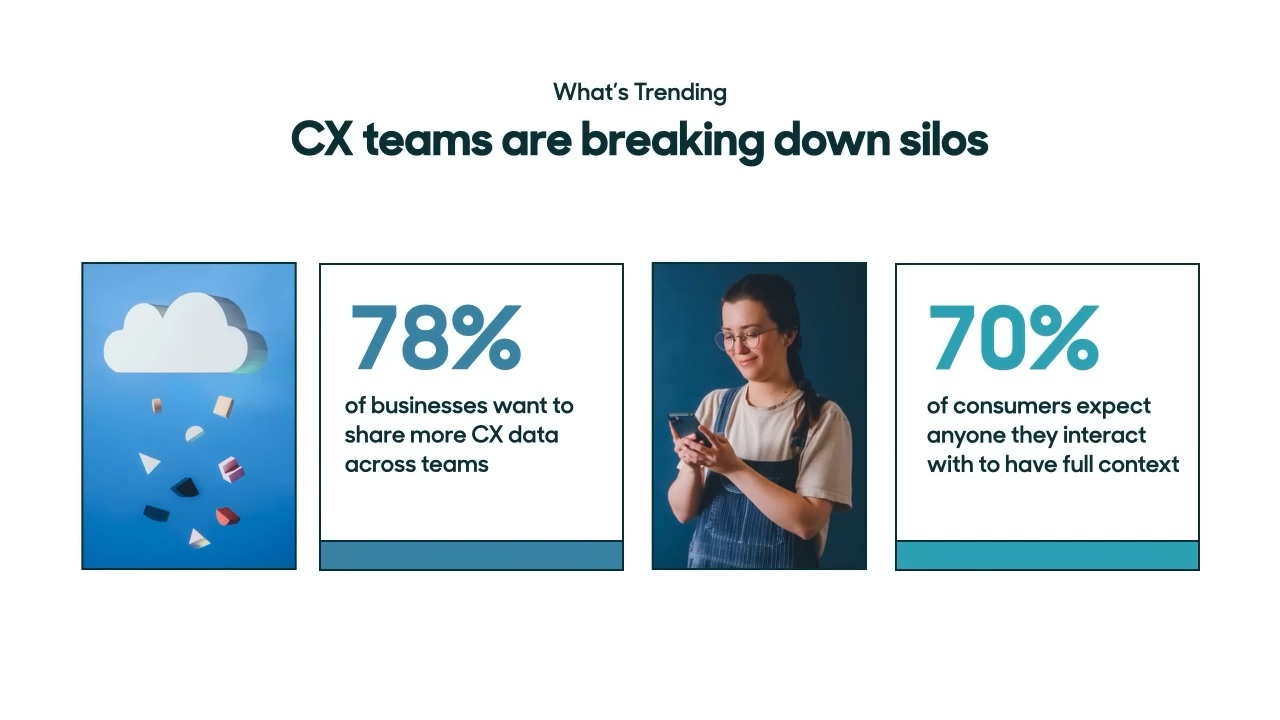 What’s Trending
CX teams are breaking down silos
78%
of businesses want to
share more CX data
across teams
70%
of consumers expect
anyone they interact
with to have full context